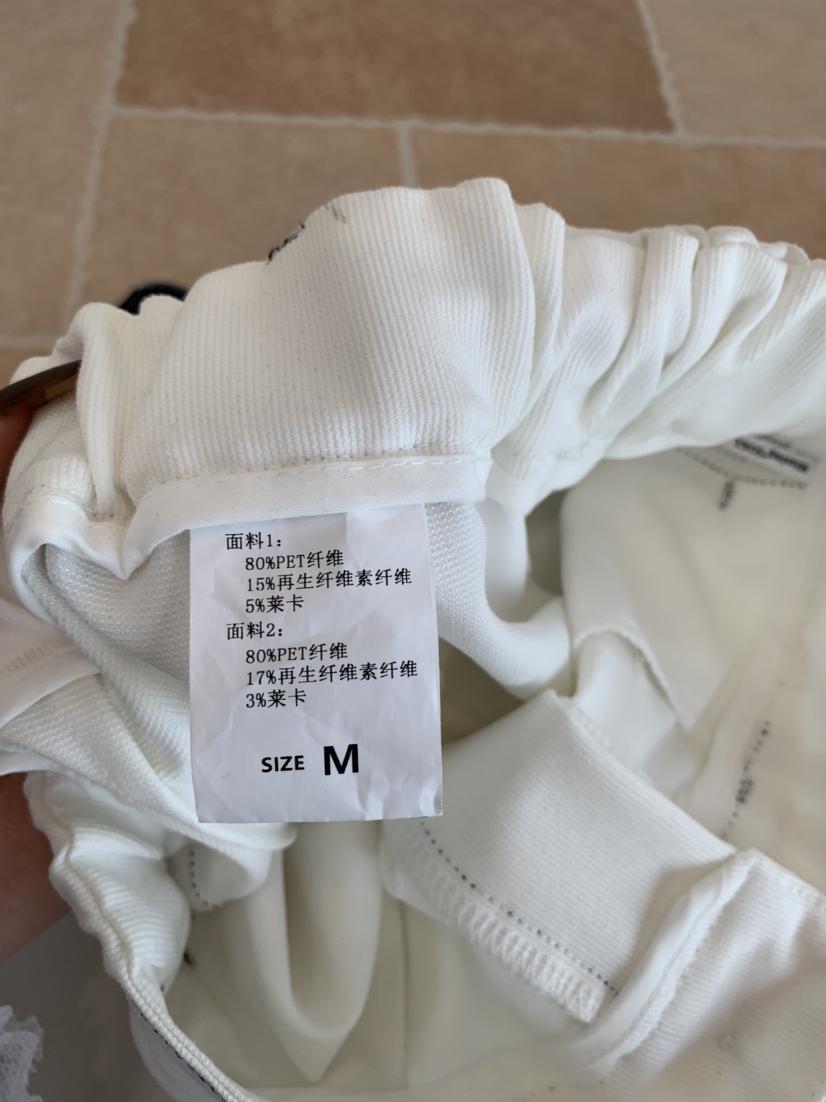 面料1:
80%PET纤维
15%再生纤维素纤维
5%莱卡
面料2:
80%PET纤维
17%再生纤维素纤维
3%莱卡
SIZE M